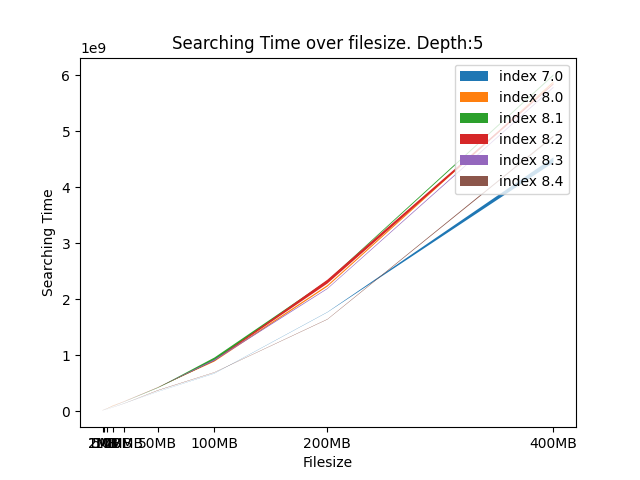 Searching Time over filesize. Depth:5
1e9
6
5
4
3
2
1
0
Searching Time
index 7.0
index 8.0
index 8.1
index 8.2
index 8.3
index 8.4
50MB
100MB
200MB
400MB
Filesize